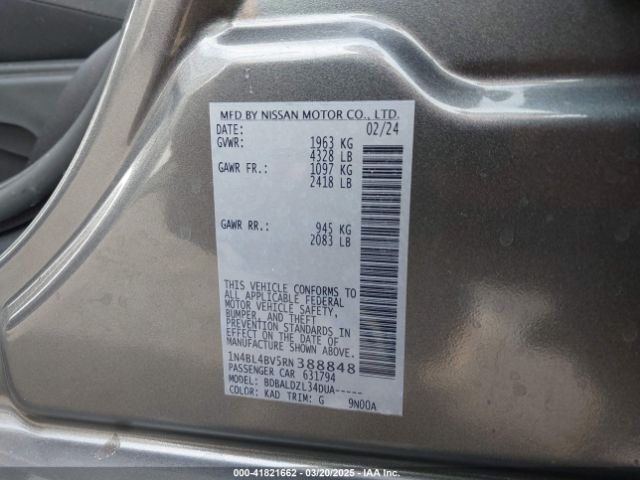 MFD BY NISSAN MOTOR CO., LTD.
DATE: 02/24
GVWR: 1963 KG
4328 LB
GAWR FR.: 1097 KG
2418 LB
GAWR RR.: 945 KG
2083 LB
THIS VEHICLE CONFORMS TO
ALL APPLICABLE FEDERAL
MOTOR VEHICLE SAFETY,
BUMPER, AND THEFT
PREVENTION STANDARDS IN
EFFECT ON THE DATE OF
MANUFACTURE SHOWN ABOVE.
1N4BL4BV5RN388848
PASSENGER CAR 631794
MODEL: BDBALDZL34DUA-----
COLOR: KAD TRIM: G 9N00A
000-41821662 - 03/20/2025 - IAA Inc.